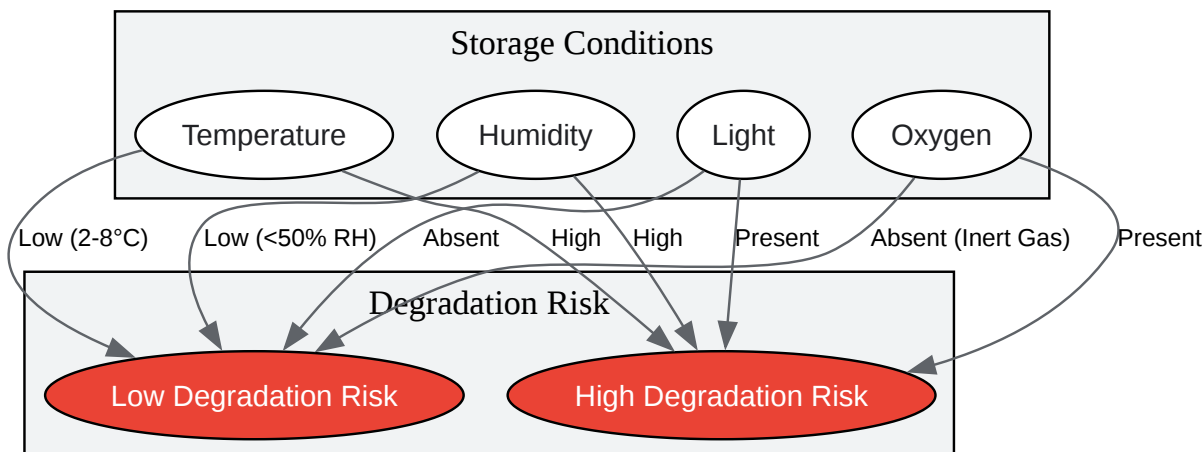 Storage Conditions
Temperature
Humidity
Light
Oxygen
Low (2-8°C)
Low (<50% RH)
Absent
High
High
Present
Absent (Inert Gas)
Present
Degradation Risk
Low Degradation Risk
High Degradation Risk